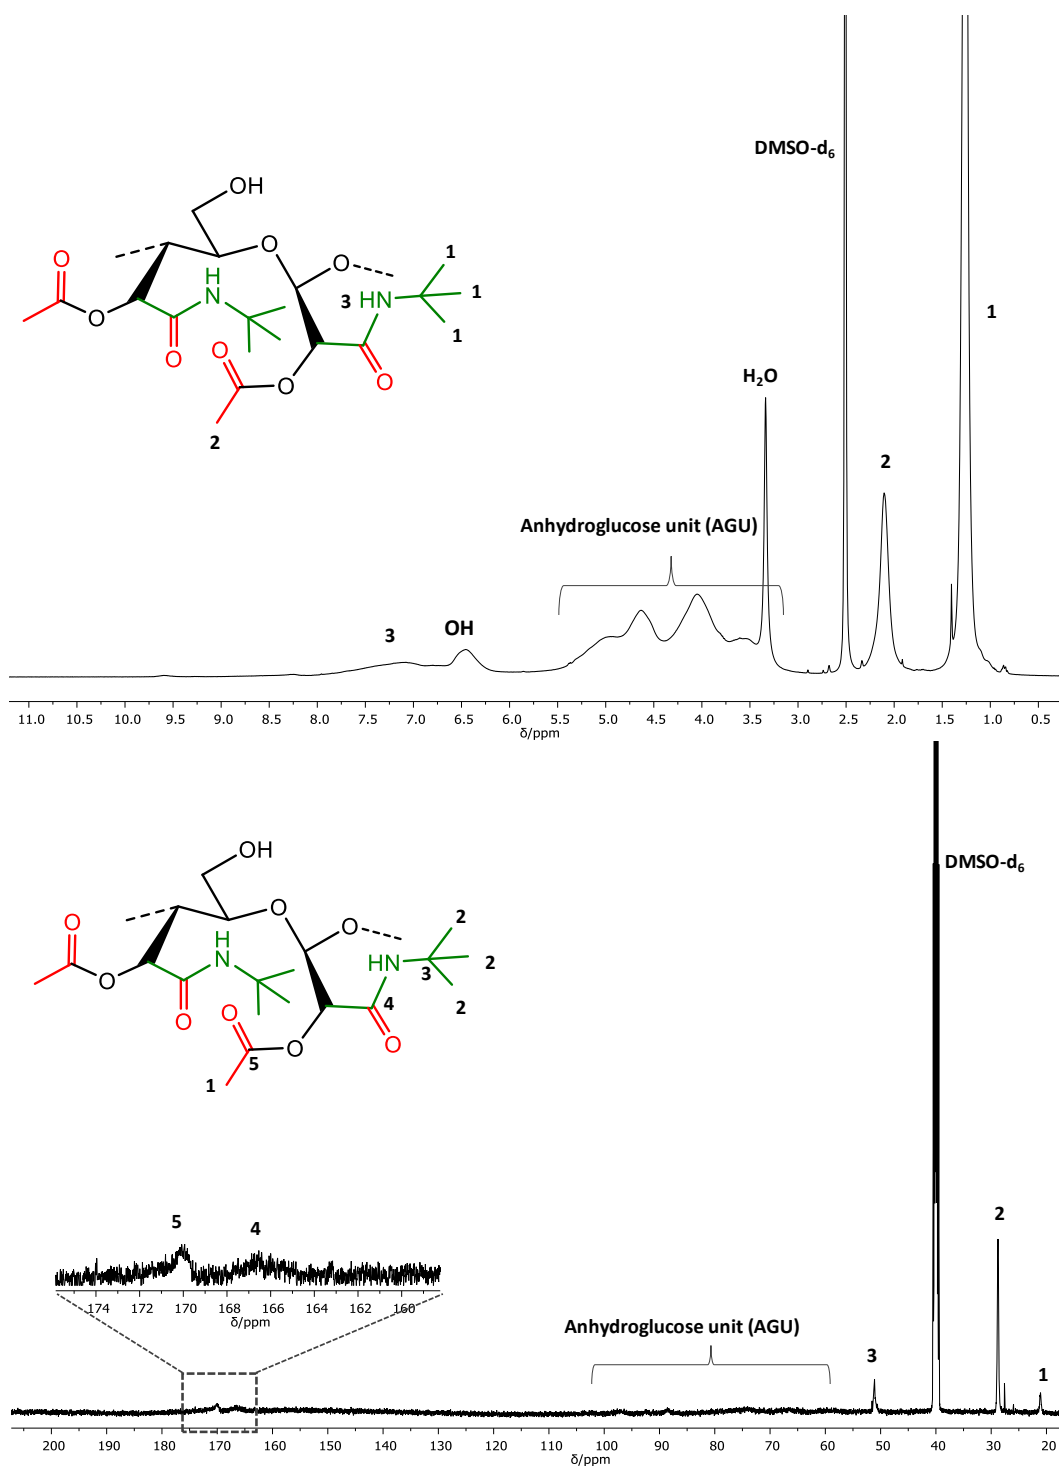 DMSO-d6
OH
O
O
O
1
H
N
3 HN
1
1
O
O
O
O
O
2
1
H2O
2
Anhydroglucose unit (AGU)
3
OH
11.0 10.5 10.0 9.5 9.0 8.5 8.0 7.5 7.0 6.5 6.0 5.5 5.0 4.5 4.0 3.5 3.0 2.5 2.0 1.5 1.0 0.5
δ/ppm
OH
DMSO-d6
O
O
O
2
H
N
HN
3
2
2
O
O
4
O
O
O
O
5
1
5
4
2
174 172 170 168 166 164 162 160
δ/ppm
Anhydroglucose unit (AGU)
3
1
200 190 180 170 160 150 140 130 120 110 100 90 80 70 60 50 40 30 20
δ/ppm